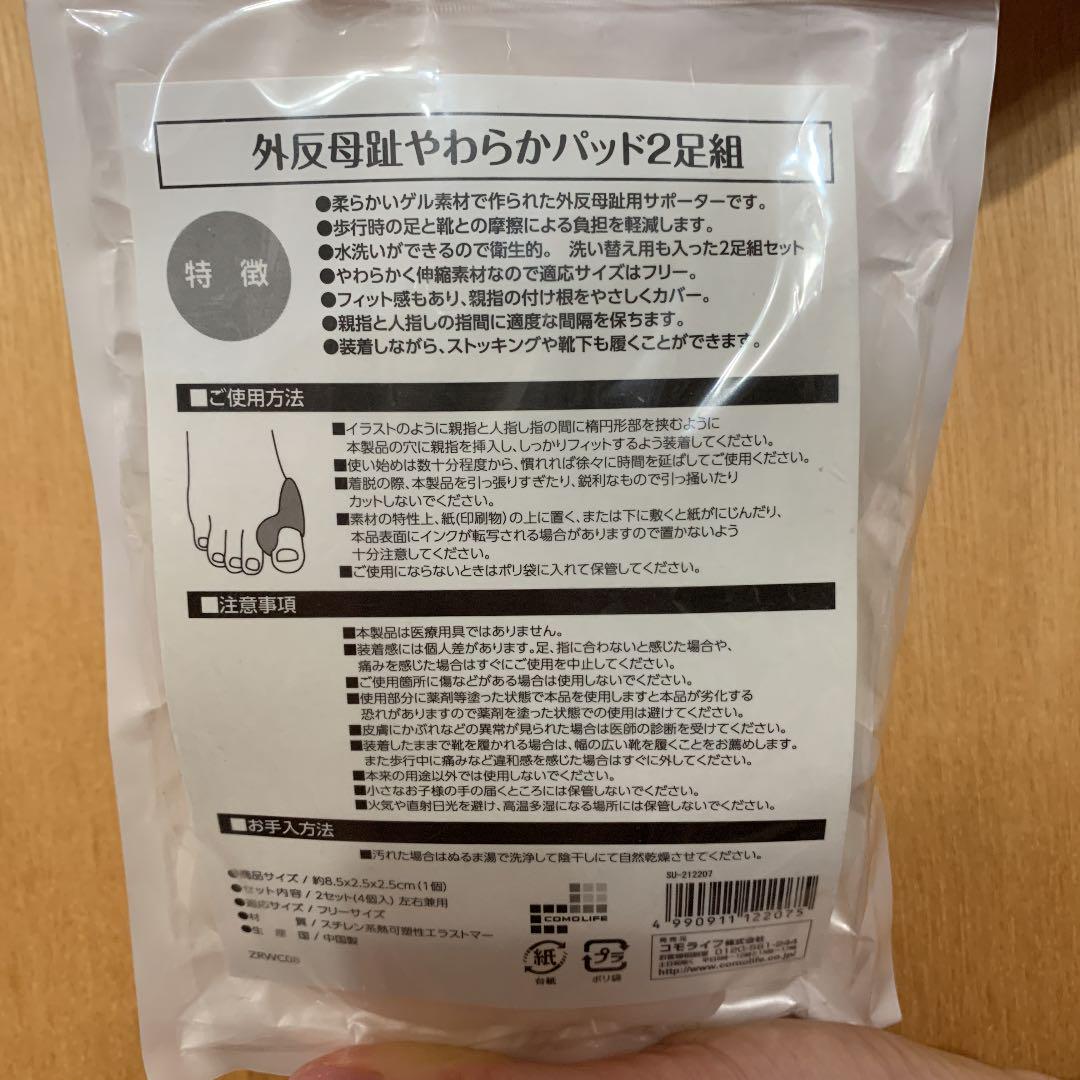 外反母趾やわらかパッド2足組
特徴
●柔らかいゲル素材で作られた外反母趾用サポーターです。
●歩行時の足と靴との摩擦による負担を軽減します。
●水洗いができるので衛生的。 洗い替え用も入った2足組セット
●やわらかく伸縮素材なので適応サイズはフリー。
●フィット感もあり、親指の付け根をやさしくカバー。
●親指と人指しの指間に適度な間隔を保ちます。
●装着しながら、ストッキングや靴下も履くことができます。
■ご使用方法
■イラストのように親指と人指し指の間に楕円形部を挟むように
本製品の穴に親指を挿入し、しっかりフィットするよう装着してください。
■使い始めは数十分程度から、慣れれば徐々に時間を延ばしてご使用ください。
■着脱の際、本製品を引っ張りすぎたり、鋭利なもので引っ掻いたり
カットしないでください。
■素材の特性上、紙(印刷物)の上に置く、または下に敷くと紙がにじんだり、
本品表面にインクが転写される場合がありますので置かないよう
十分注意してください。
■ご使用にならないときはポリ袋に入れて保管してください。
■注意事項
■本製品は医療用具ではありません。
■装着感には個人差があります。足、指に合わないと感じた場合や、
痛みを感じた場合はすぐにご使用を中止してください。
■ご使用箇所に傷などがある場合は使用しないでください。
■使用部分に薬剤等塗った状態で本品を使用しますと本品が劣化する
恐れがありますので薬剤を塗った状態での使用は避けてください。
■皮膚にかぶれなどの異常が見られた場合は医師の診断を受けてください。
■装着したままで靴を履かれる場合は、幅の広い靴を履くことをお薦めします。
また歩行中に痛みなど違和感を感じた場合はすぐに外してください。
■本来の用途以外では使用しないでください。
■小さなお子様の手の届くところには保管しないでください。
■火気や直射日光を避け、高温多湿になる場所には保管しないでください。
■お手入方法
■汚れた場合はぬるま湯で洗浄して陰干しにて自然乾燥させてください。
●商品サイズ / 約8.5x2.5x2.5cm(1個)
●セット内容 / 2セット(4個入) 左右兼用
●適応サイズ / フリーサイズ
●材 質 / スチレン系熱可塑性エラストマー
●生 産 国 / 中国製
ZRWC08
COMOLIFE
紙
台紙
プラ
ポリ袋
SU-212207
4 990911 122075
発売元
コモライフ株式会社
お客様相談室 0120-561-244
http://www.comolife.co.jp/